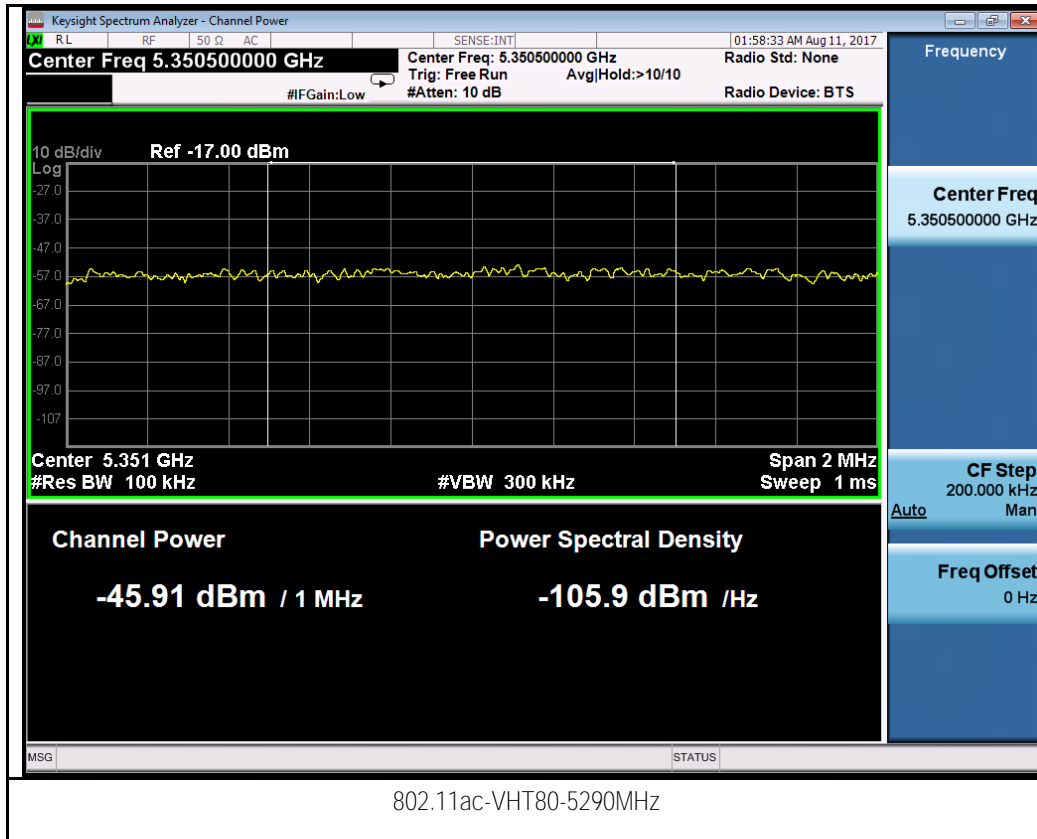 Keysight Spectrum Analyzer - Channel Power
LXI RL RF 50 Ω AC SENSE:INT 01:58:33 AM Aug 11, 2017
Center Freq 5.350500000 GHz
Center Freq: 5.350500000 GHz
Radio Std: None
Trig: Free Run Avg|Hold:>10/10
#IFGain:Low
#Atten: 10 dB
Radio Device: BTS
10 dB/div Ref -17.00 dBm
Log
-27.0
-37.0
-47.0
-57.0
-67.0
-77.0
-87.0
-97.0
-107
Center 5.351 GHz Span 2 MHz
#Res BW 100 kHz #VBW 300 kHz Sweep 1 ms
Channel Power Power Spectral Density
-45.91 dBm / 1 MHz -105.9 dBm /Hz
MSG STATUS
Frequency
Center Freq
5.350500000 GHz
CF Step
200.000 kHz
Auto Man
Freq Offset
0 Hz
802.11ac-VHT80-5290MHz